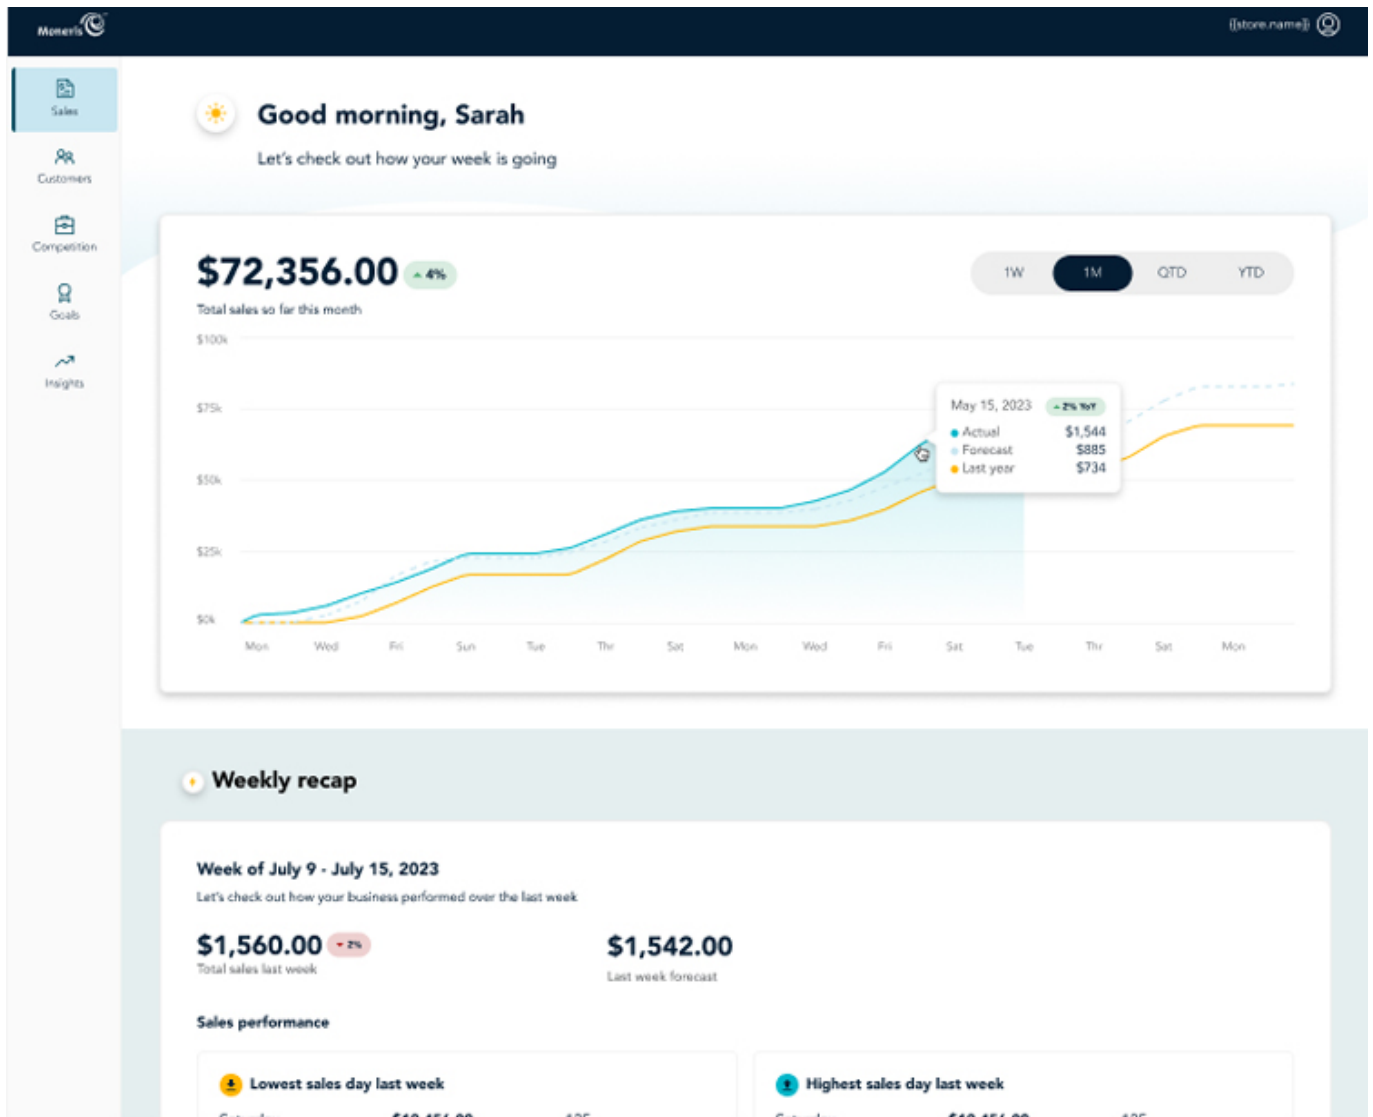 Moneris
{{store.name}}
Sales
Customers
Competition
Goals
Insights
Good morning, Sarah
Let's check out how your week is going
$72,356.00 4%
Total sales so far this month
1W 1M QTD YTD
$100k
$75k
$50k
$25k
$0k
May 15, 2023 2% YoY
Actual $1,544
Forecast $885
Last year $734
Mon Wed Fri Sun Tue Thr Sat Mon Wed Fri Sat Tue Thr Sat Mon
Weekly recap
Week of July 9 - July 15, 2023
Let's check out how your business performed over the last week
$1,560.00 2%
Total sales last week
$1,542.00
Last week forecast
Sales performance
Lowest sales day last week
Highest sales day last week